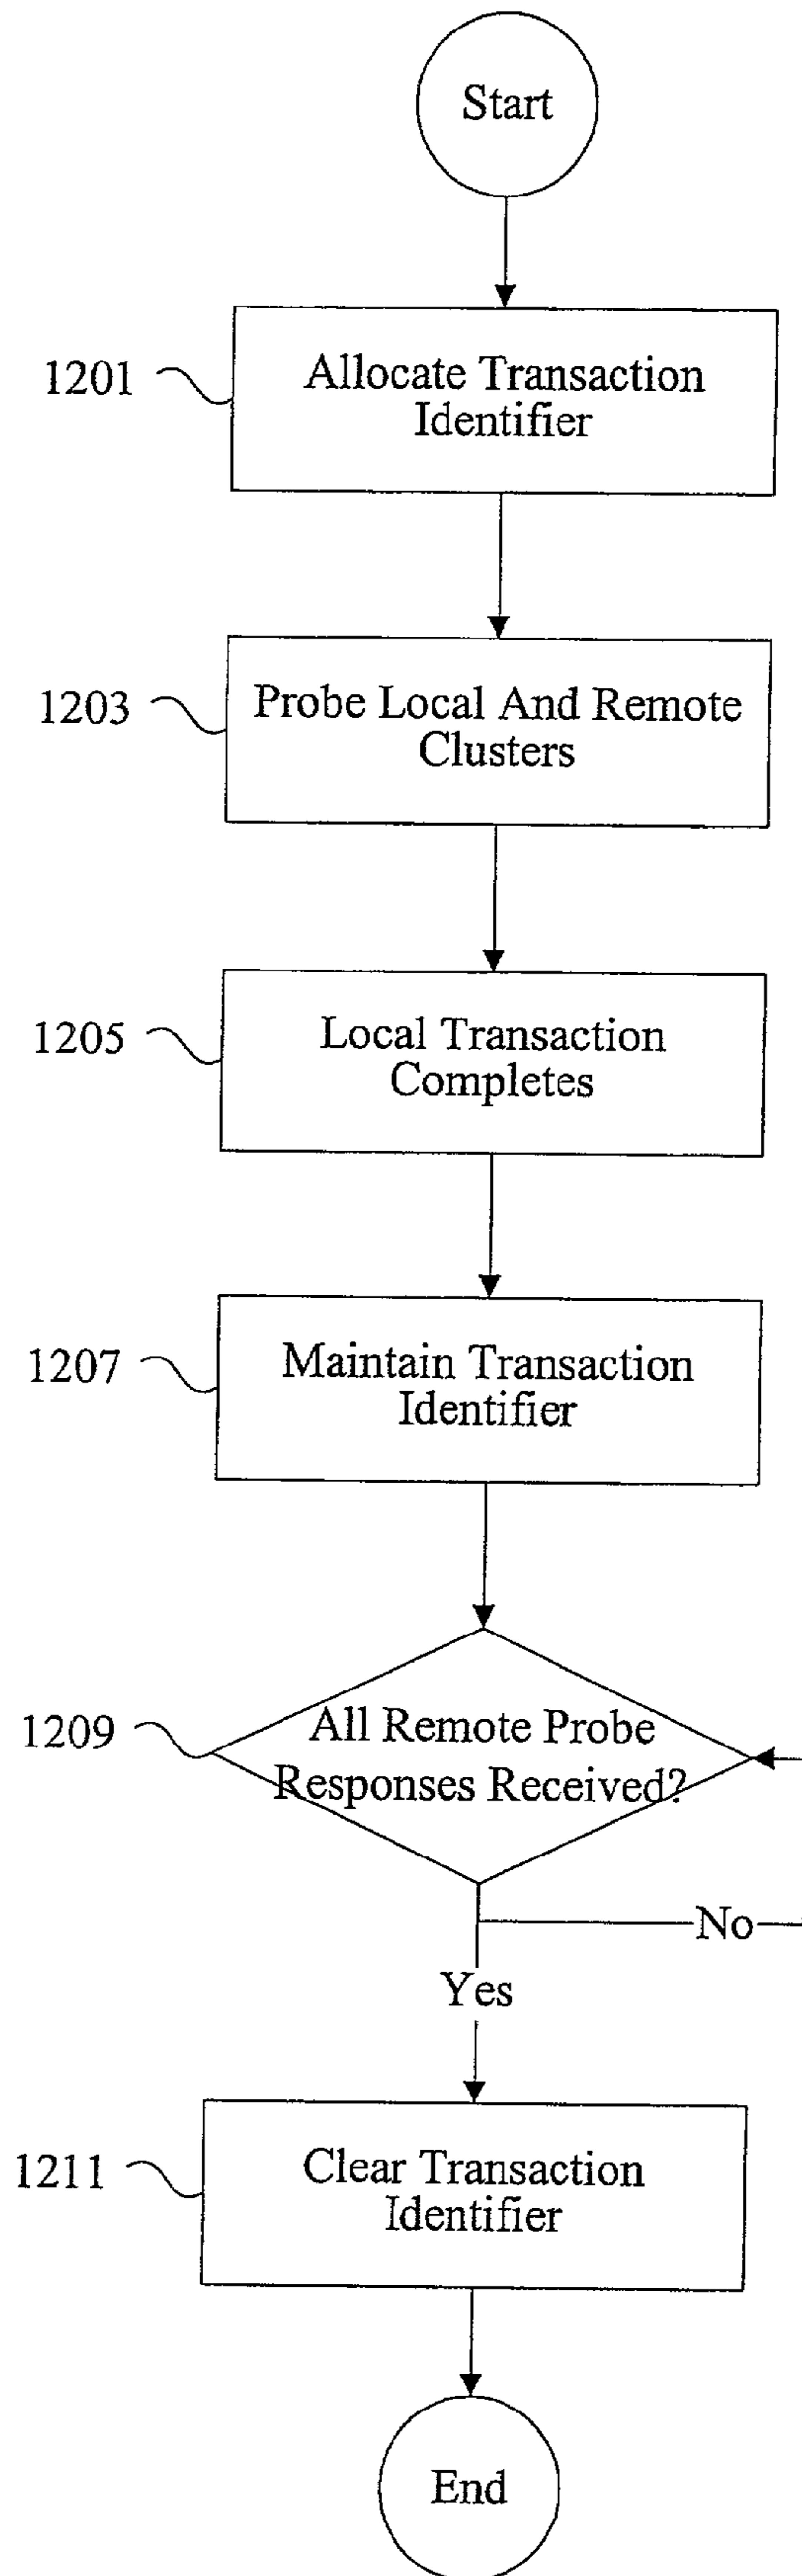 Start
1201
Allocate Transaction
Identifier
1203
Probe Local And Remote
Clusters
1205
Local Transaction
Completes
1207
Maintain Transaction
Identifier
1209
All Remote Probe
Responses Received?
No
Yes
1211
Clear Transaction
Identifier
End